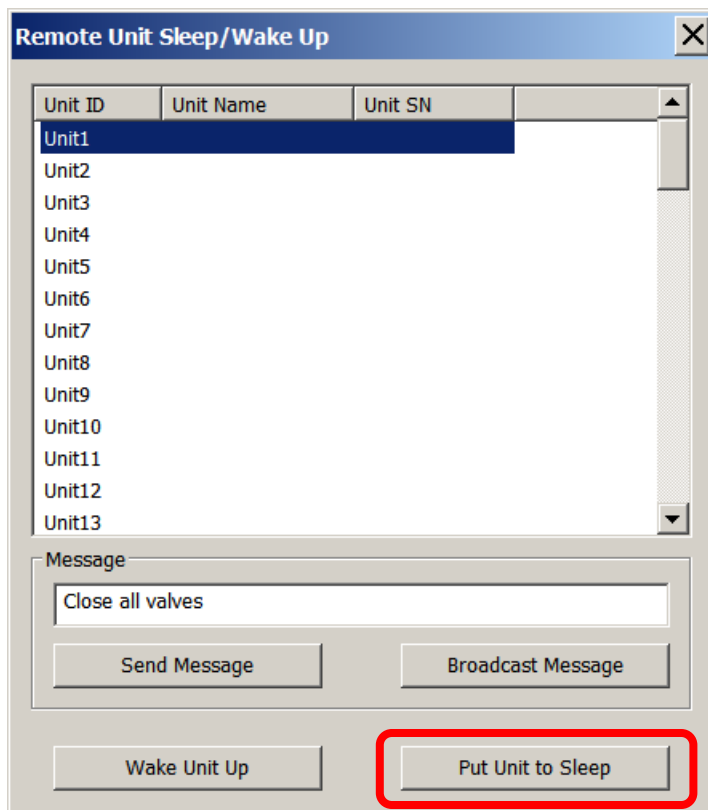 Remote Unit Sleep/Wake Up
Unit ID Unit Name Unit SN
Unit1
Unit2
Unit3
Unit4
Unit5
Unit6
Unit7
Unit8
Unit9
Unit10
Unit11
Unit12
Unit13
Message
Close all valves
Send Message Broadcast Message
Wake Unit Up Put Unit to Sleep